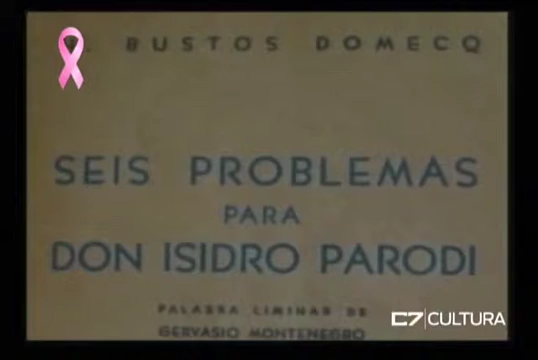 . BUSTOS DOMECQ
SEIS PROBLEMAS
PARA
DON ISIDRO PARODI
PALABRA LIMINAR DE
GERVASIO MONTENEGRO
C7 CULTURA